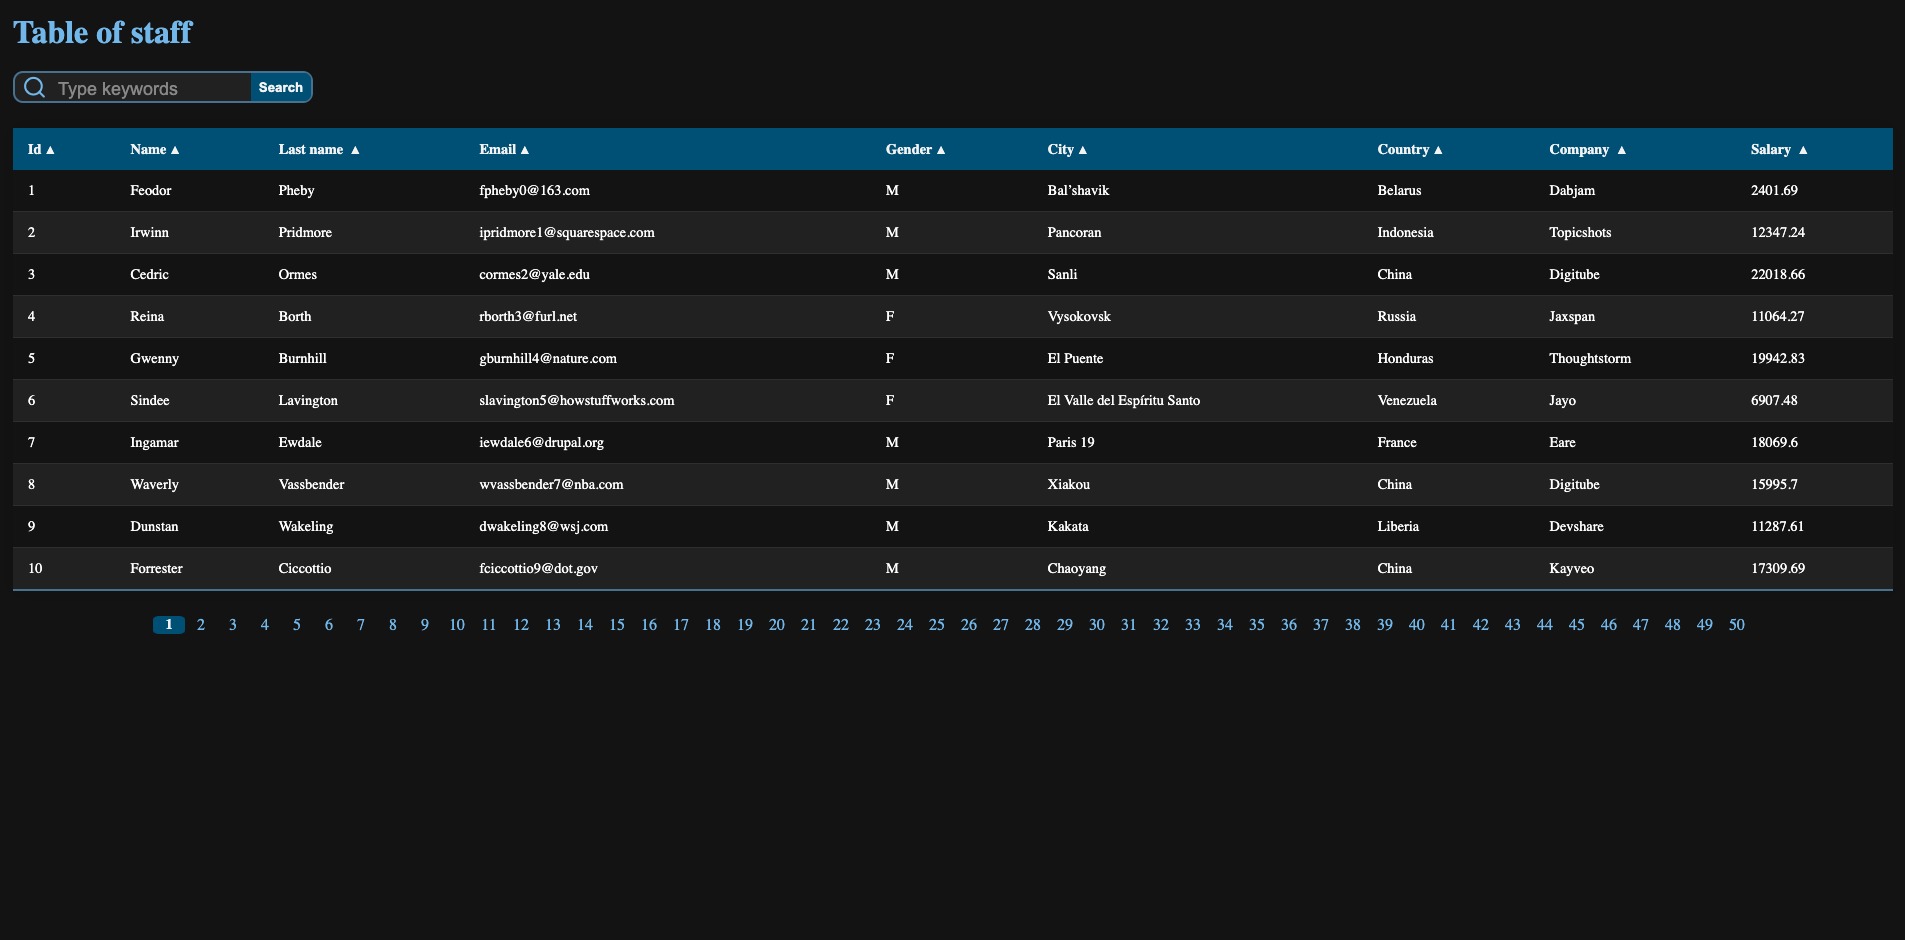 Table of staff
Type keywords Search
Id ▲ Name ▲ Last name ▲ Email ▲ Gender ▲ City ▲ Country ▲ Company ▲ Salary ▲
1 Feodor Pheby fpheby0@163.com M Bal’shavik Belarus Dabjam 2401.69
2 Irwinn Pridmore ipridmore1@squarespace.com M Pancoran Indonesia Topicshots 12347.24
3 Cedric Ormes cormes2@yale.edu M Sanli China Digitube 22018.66
4 Reina Borth rborth3@furl.net F Vysokovsk Russia Jaxspan 11064.27
5 Gwenny Burnhill gburnhill4@nature.com F El Puente Honduras Thoughtstorm 19942.83
6 Sindee Lavington slavington5@howstuffworks.com F El Valle del Espíritu Santo Venezuela Jayo 6907.48
7 Ingamar Ewdale iewdale6@drupal.org M Paris 19 France Eare 18069.6
8 Waverly Vassbender wvassbender7@nba.com M Xiakou China Digitube 15995.7
9 Dunstan Wakeling dwakeling8@wsj.com M Kakata Liberia Devshare 11287.61
10 Forrester Ciccottio fciccottio9@dot.gov M Chaoyang China Kayveo 17309.69
1 2 3 4 5 6 7 8 9 10 11 12 13 14 15 16 17 18 19 20 21 22 23 24 25 26 27 28 29 30 31 32 33 34 35 36 37 38 39 40 41 42 43 44 45 46 47 48 49 50